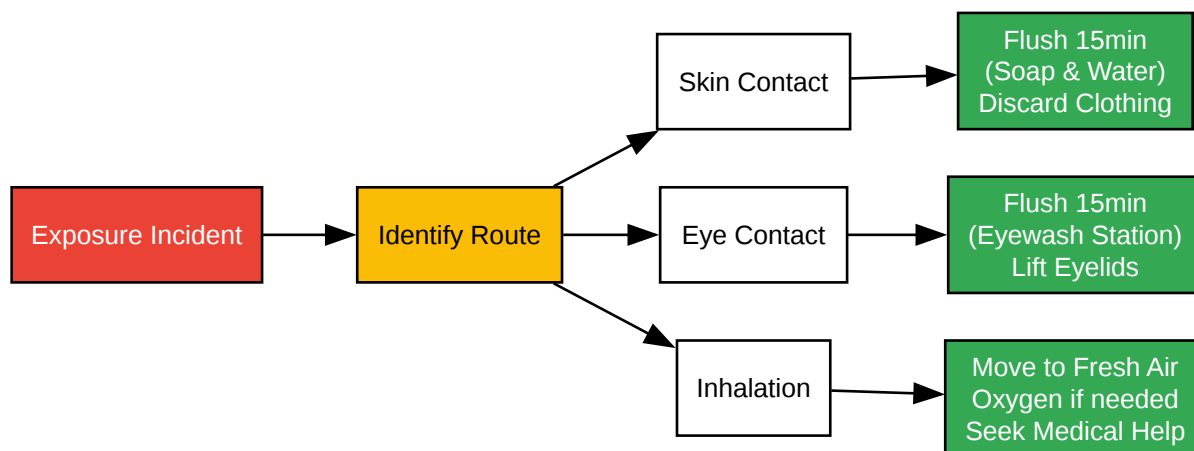 Exposure Incident
Identify Route
Skin Contact
Flush 15min
(Soap & Water)
Discard Clothing
Eye Contact
Flush 15min
(Eyewash Station)
Lift Eyelids
Inhalation
Move to Fresh Air
Oxygen if needed
Seek Medical Help